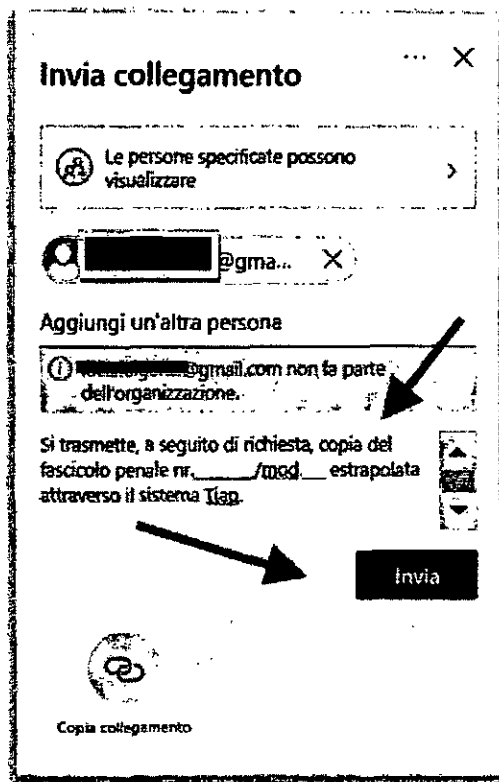 Invia collegamento
Le persone specificate possono
visualizzare
@gma...
Aggiungi un'altra persona
@gmail.com non fa parte
dell'organizzazione.
Si trasmette, a seguito di richiesta, copia del
fascicolo penale nr.______/mod___ estrapolata
attraverso il sistema Tiap.
Invia
Copia collegamento